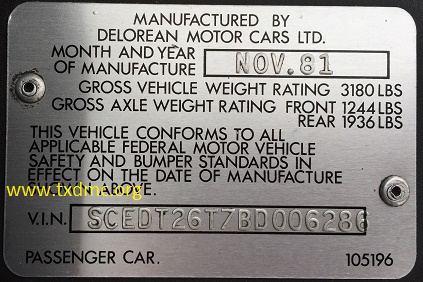 MANUFACTURED BY
DELOREAN MOTOR CARS LTD.
MONTH AND YEAR
OF MANUFACTURE NOV.81
GROSS VEHICLE WEIGHT RATING 3180 LBS
GROSS AXLE WEIGHT RATING FRONT 1244 LBS
REAR 1936 LBS
THIS VEHICLE CONFORMS TO ALL
APPLICABLE FEDERAL MOTOR VEHICLE
SAFETY AND BUMPER STANDARDS IN
EFFECT ON THE DATE OF MANUFACTURE
www.txdmc.org
ABOVE.
V.I.N. SCEDT26T7BD006286
PASSENGER CAR. 105196